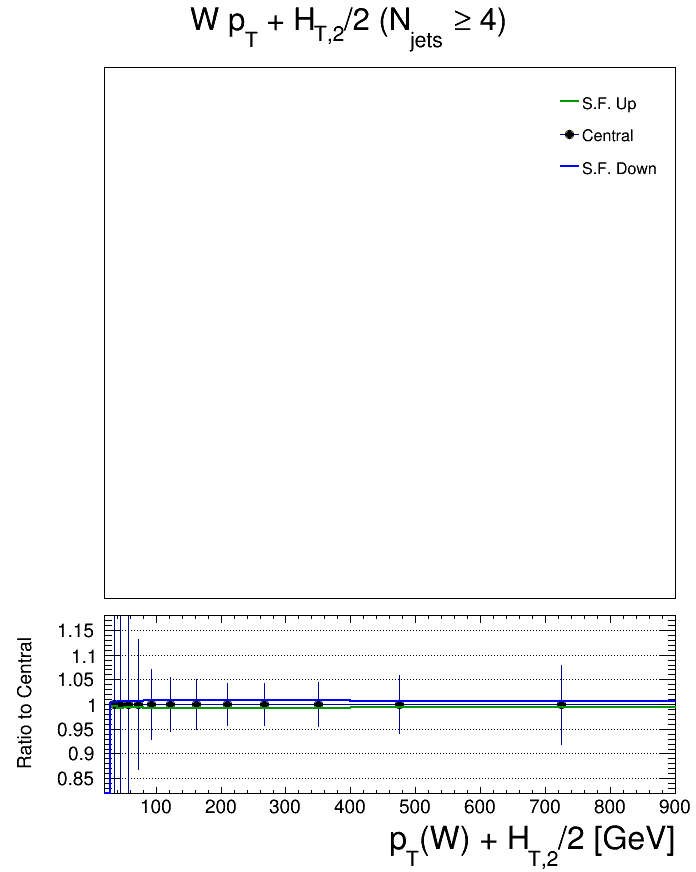 W p_T + H_T,2/2 (N_jets ≥ 4)
S.F. Up
Central
S.F. Down
Ratio to Central
1.15
1.1
1.05
1
0.95
0.9
0.85
100 200 300 400 500 600 700 800 900
p_T(W) + H_T,2/2 [GeV]